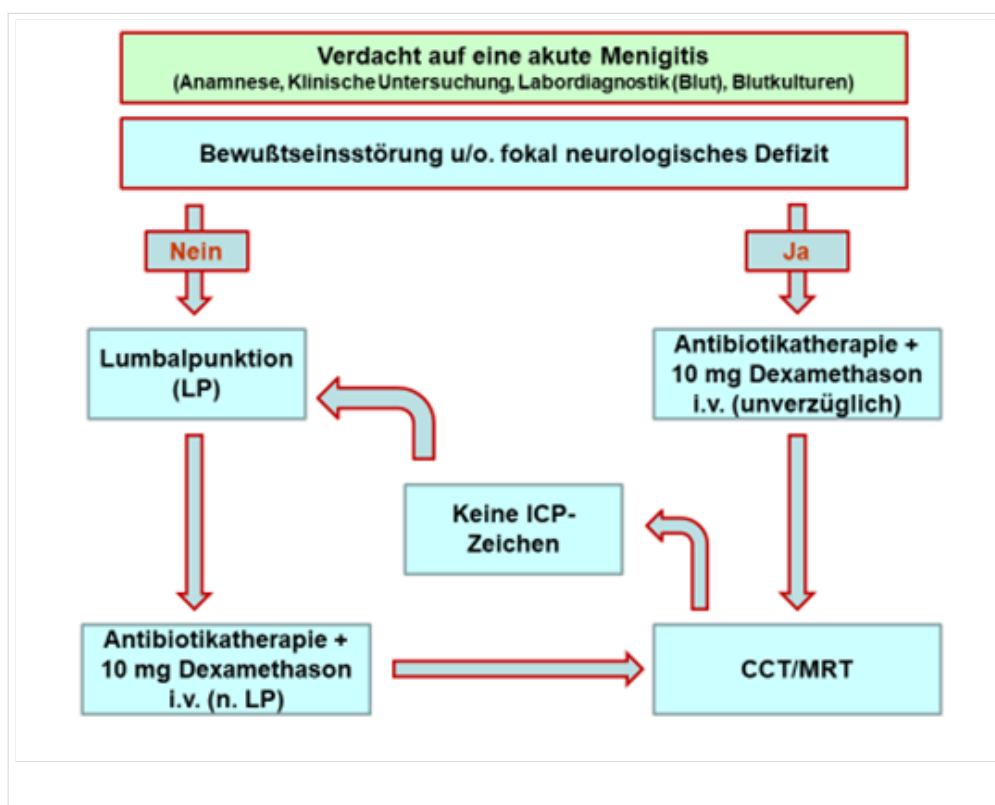 Verdacht auf eine akute Menigitis
(Anamnese, Klinische Untersuchung, Labordiagnostik (Blut), Blutkulturen)
Bewußtseinsstörung u/o. fokal neurologisches Defizit
Nein
Ja
Lumbalpunktion
(LP)
Antibiotikatherapie +
10 mg Dexamethason
i.v. (unverzüglich)
Keine ICP-
Zeichen
Antibiotikatherapie +
10 mg Dexamethason
i.v. (n. LP)
CCT/MRT